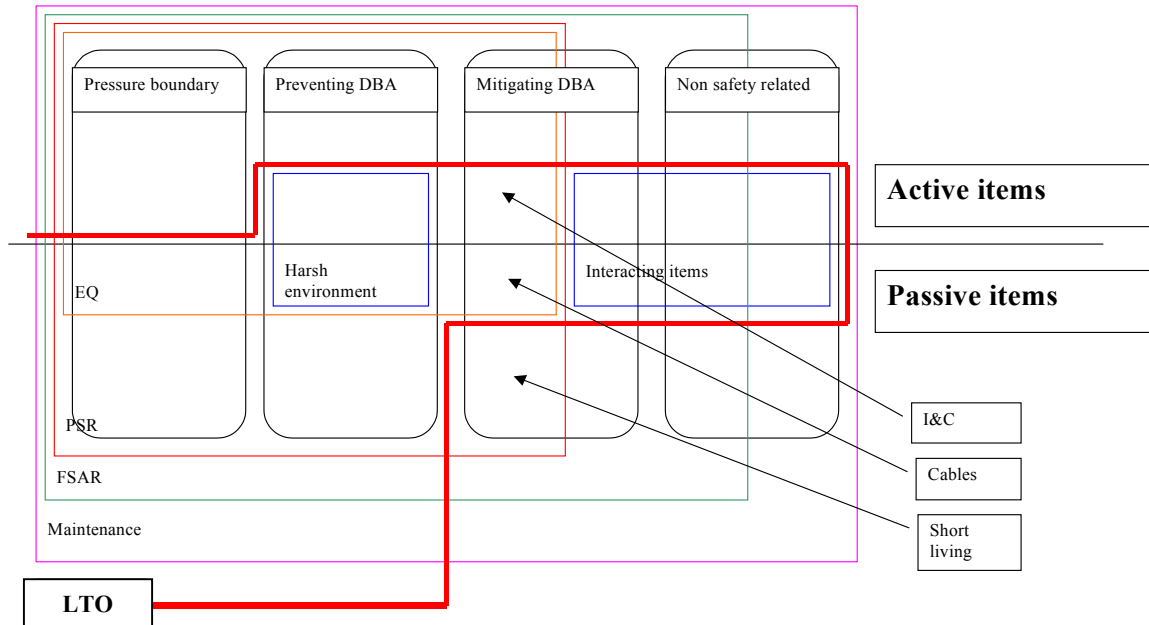 Pressure boundary
Preventing DBA
Mitigating DBA
Non safety related
Active items
Harsh
environment
Interacting items
EQ
Passive items
PSR
I&C
FSAR
Cables
Maintenance
Short
living
LTO